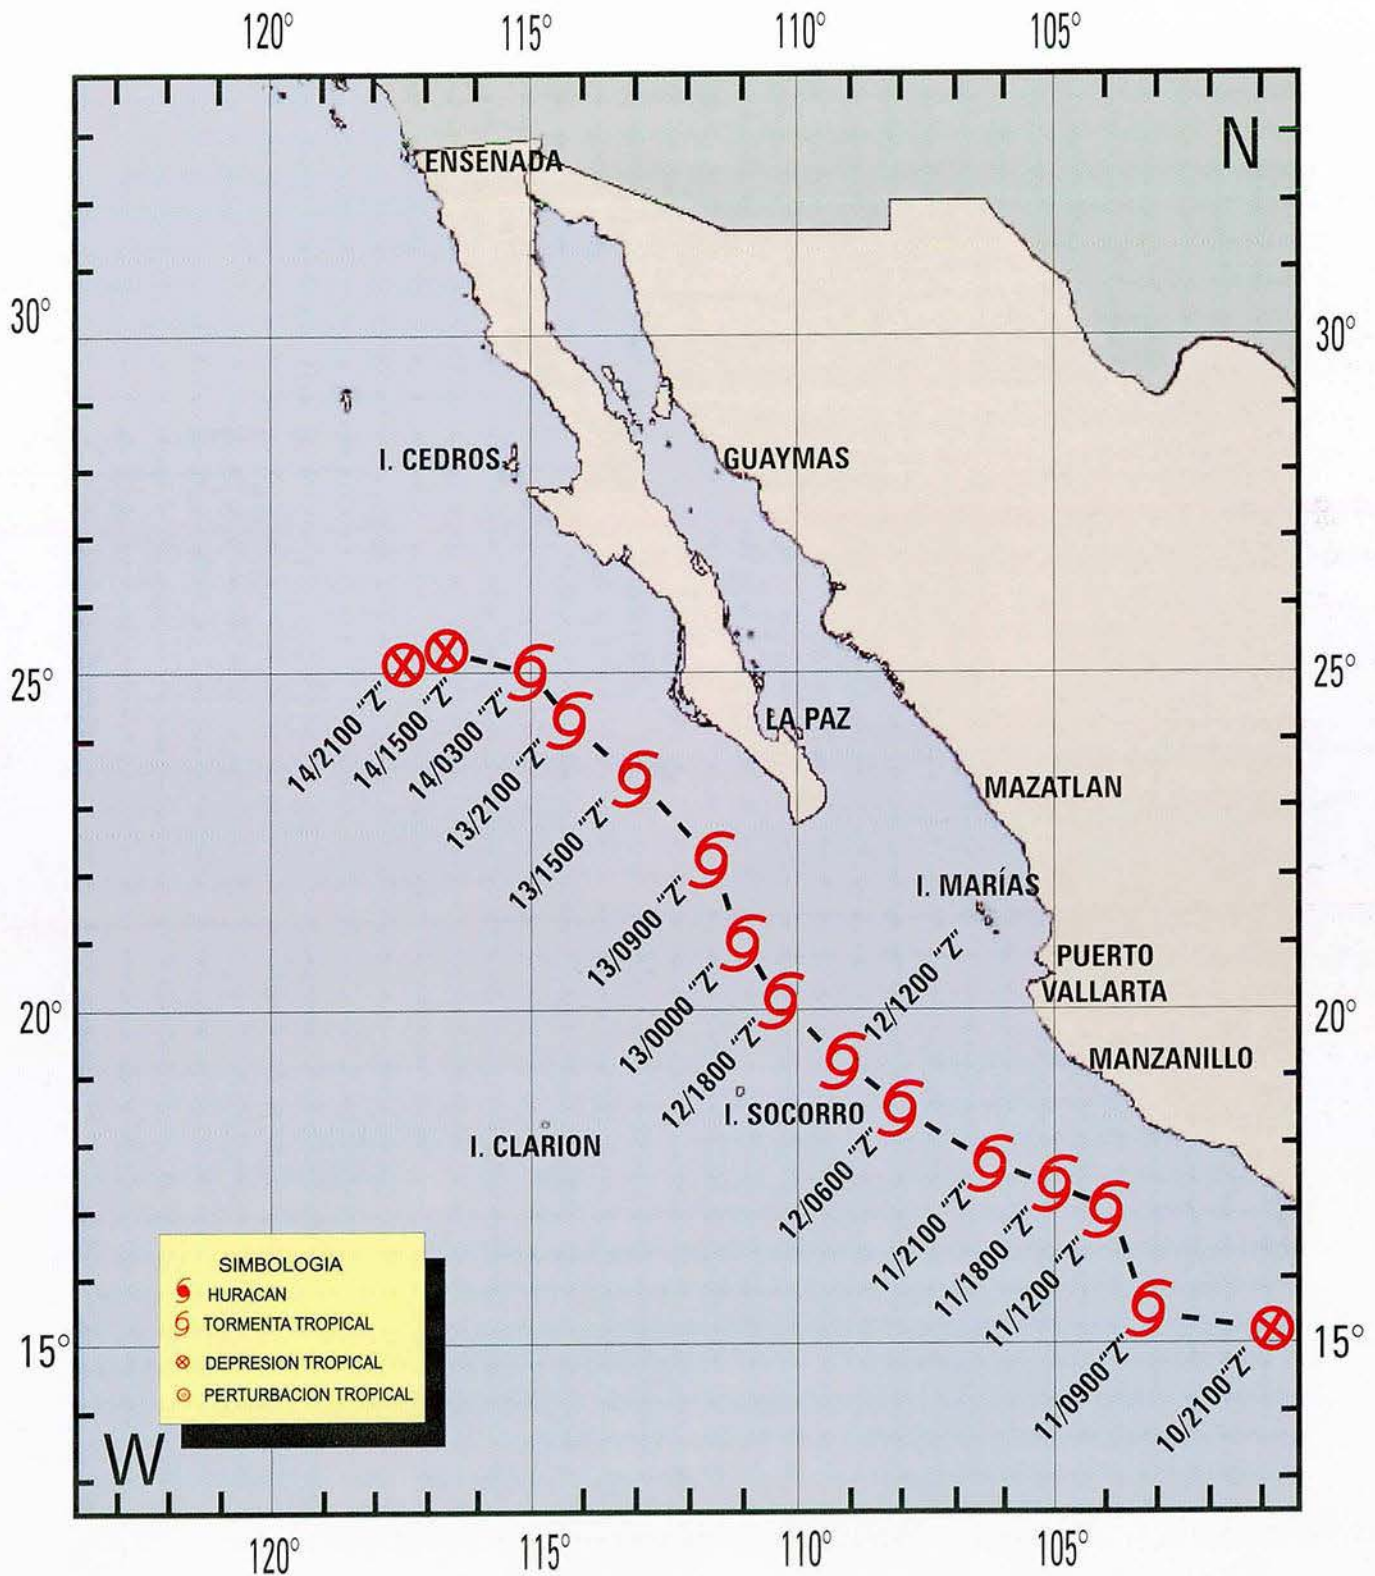 120° 115° 110° 105°
N
ENSENADA
30° 30°
I. CEDROS
GUAYMAS
25° 25°
LA PAZ
14/2100 "Z"
14/1500 "Z"
14/0300 "Z"
13/2100 "Z"
MAZATLAN
13/1500 "Z"
I. MARÍAS
13/0900 "Z"
12/1200 "Z"
PUERTO
VALLARTA
20° 20°
13/0000 "Z"
MANZANILLO
12/1800 "Z"
I. SOCORRO
I. CLARION
12/0600 "Z"
11/2100 "Z"
11/1800 "Z"
11/1200 "Z"
SIMBOLOGIA
HURACAN
TORMENTA TROPICAL
DEPRESION TROPICAL
PERTURBACION TROPICAL
15° 15°
11/0900"Z"
10/2100"Z"
W
120° 115° 110° 105°